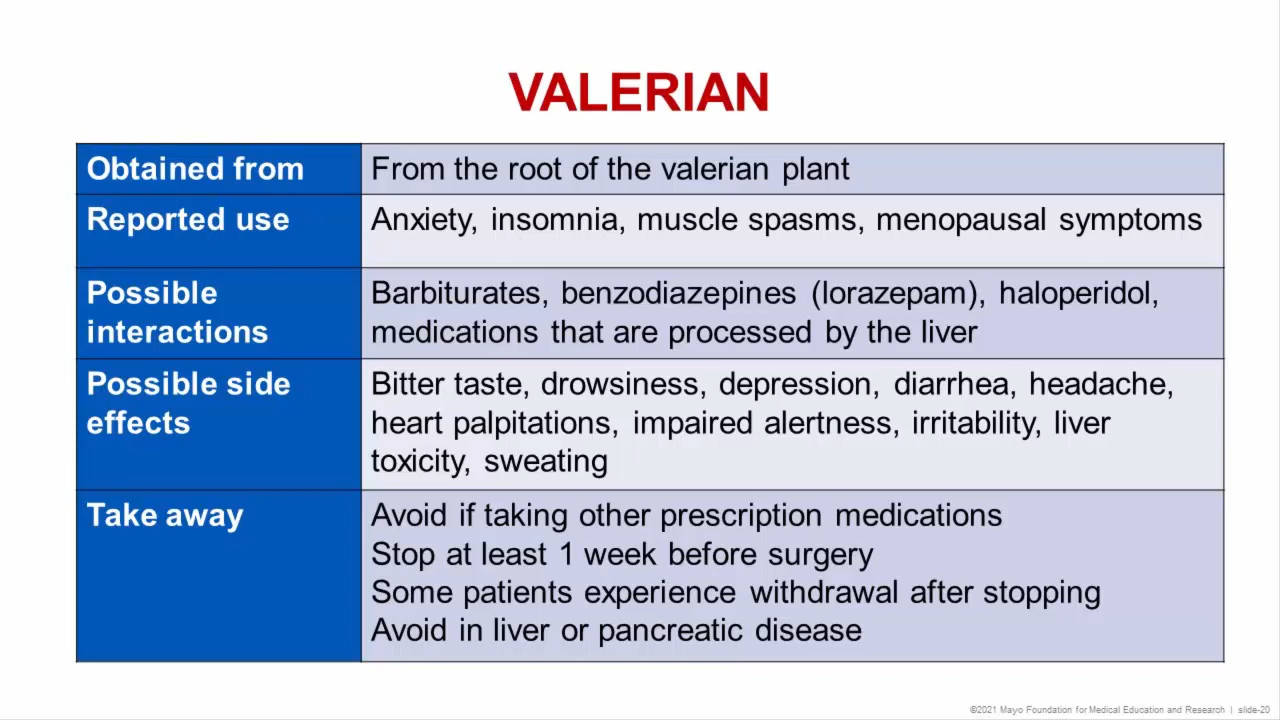 VALERIAN
Obtained from
From the root of the valerian plant
Reported use
Anxiety, insomnia, muscle spasms, menopausal symptoms
Possible
interactions
Barbiturates, benzodiazepines (lorazepam), haloperidol,
medications that are processed by the liver
Possible side
effects
Bitter taste, drowsiness, depression, diarrhea, headache,
heart palpitations, impaired alertness, irritability, liver
toxicity, sweating
Take away
Avoid if taking other prescription medications
Stop at least 1 week before surgery
Some patients experience withdrawal after stopping
Avoid in liver or pancreatic disease
©2021 Mayo Foundation for Medical Education and Research | slide-20